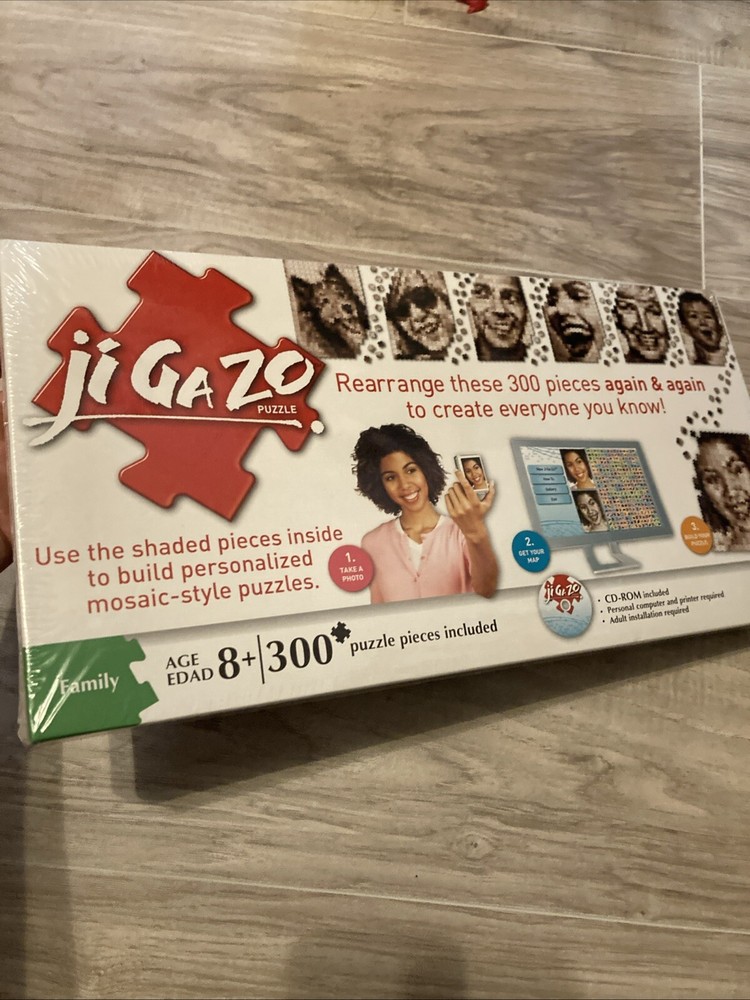 jiGAZO
PUZZLE
Rearrange these 300 pieces again & again
to create everyone you know!
Use the shaded pieces inside
to build personalized
mosaic-style puzzles.
1.
TAKE A
PHOTO
2.
GET YOUR
MAP
3.
BUILD YOUR
PUZZLE
jiGAZO
• CD-ROM included
• Personal computer and printer required
• Adult installation required
Family
AGE
EDAD 8+ 300 puzzle pieces included